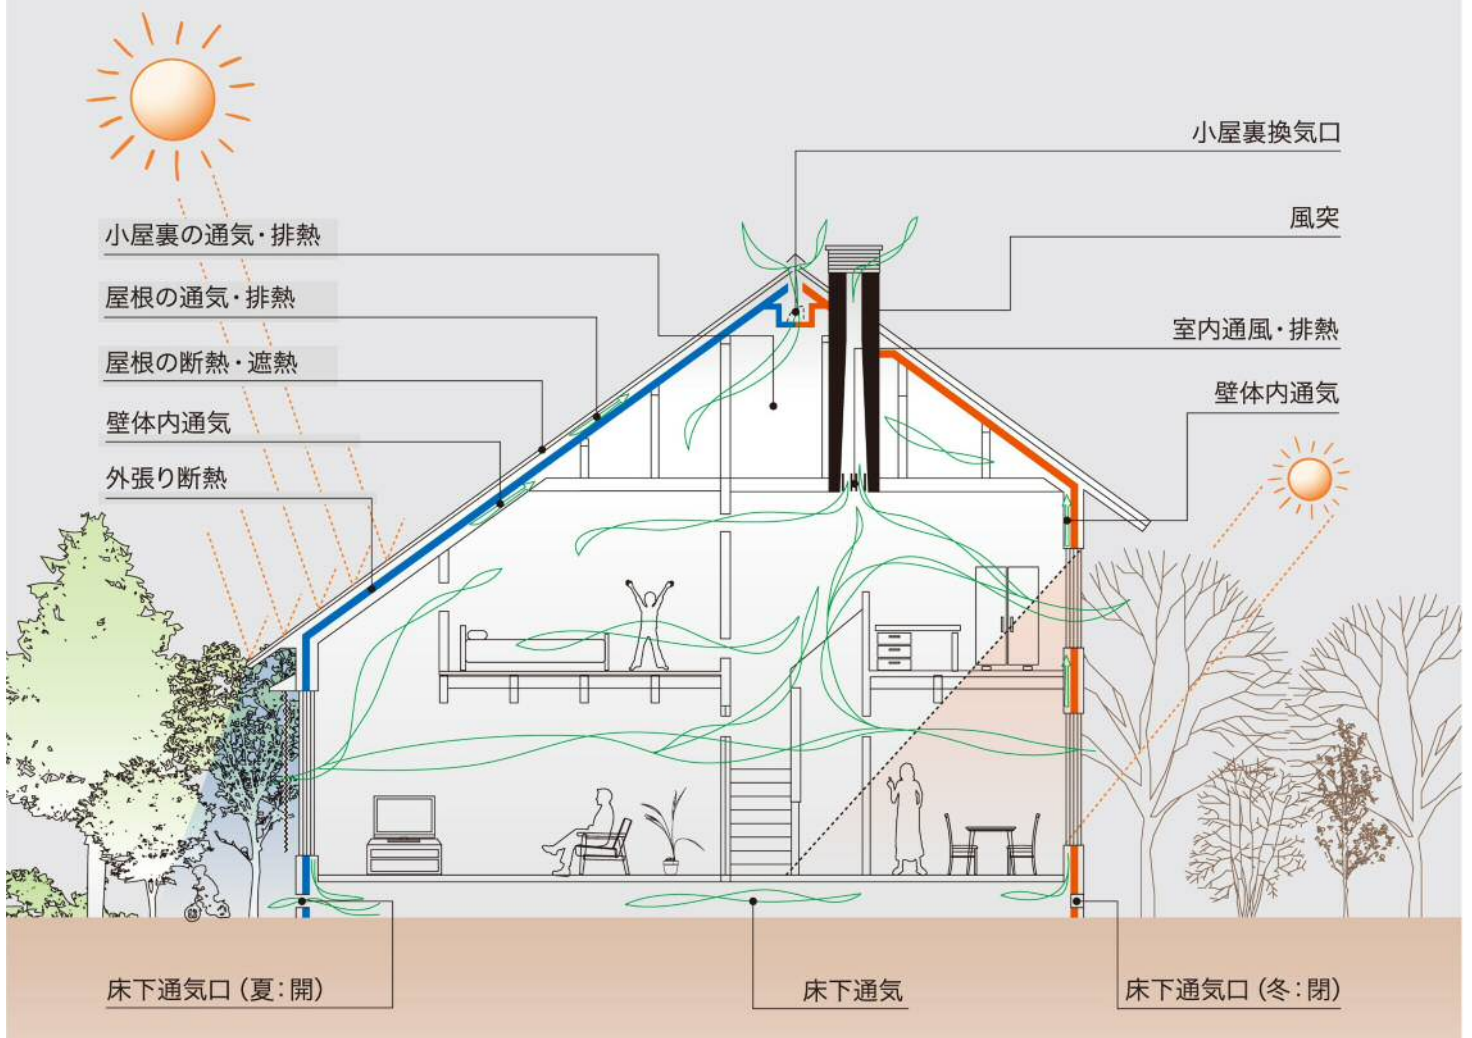 小屋裏換気口
風突
小屋裏の通気・排熱
屋根の通気・排熱
室内通風・排熱
屋根の断熱・遮熱
壁体内通気
壁体内通気
外張り断熱
床下通気口（夏：開）
床下通気
床下通気口（冬：閉）